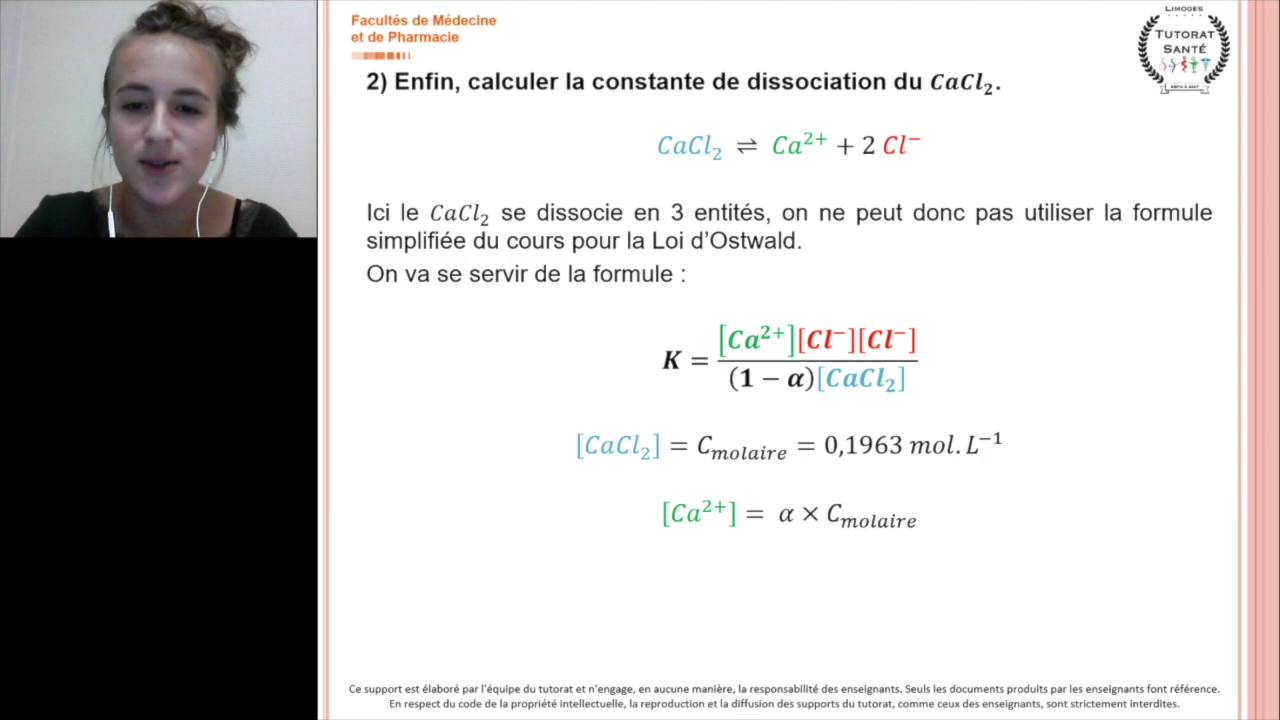 Facultés de Médecine
et de Pharmacie
LIMOGES
TUTORAT
SANTÉ
2) Enfin, calculer la constante de dissociation du CaCl₂.
CaCl₂ ⇌ Ca²⁺ + 2 Cl⁻
Ici le CaCl₂ se dissocie en 3 entités, on ne peut donc pas utiliser la formule
simplifiée du cours pour la Loi d'Ostwald.
On va se servir de la formule :
K = [Ca²⁺][Cl⁻][Cl⁻] / (1 − α)[CaCl₂]
[CaCl₂] = C_molaire = 0,1963 mol. L⁻¹
[Ca²⁺] = α × C_molaire
Ce support est élaboré par l'équipe du tutorat et n'engage, en aucune manière, la responsabilité des enseignants. Seuls les documents produits par les enseignants font référence.
En respect du code de la propriété intellectuelle, la reproduction et la diffusion des supports du tutorat, comme ceux des enseignants, sont strictement interdites.